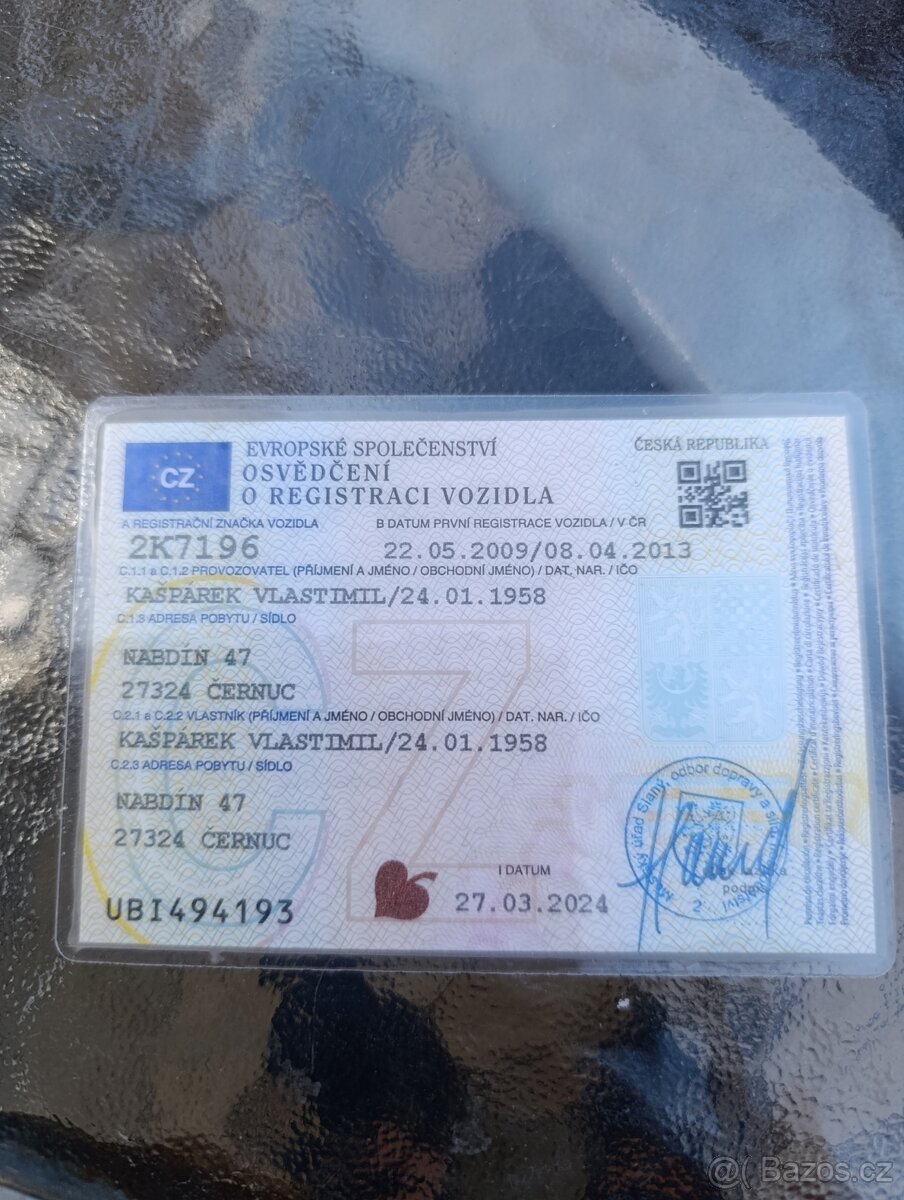 CZ
EVROPSKÉ SPOLEČENSTVÍ
OSVĚDČENÍ
O REGISTRACI VOZIDLA
ČESKÁ REPUBLIKA
A REGISTRAČNÍ ZNAČKA VOZIDLA
B DATUM PRVNÍ REGISTRACE VOZIDLA / V ČR
2K7196
22.05.2009/08.04.2013
C.1.1 a C.1.2 PROVOZOVATEL (PŘÍJMENÍ A JMÉNO / OBCHODNÍ JMÉNO) / DAT. NAR. / IČO
KAŠPÁREK VLASTIMIL/24.01.1958
C.1.3 ADRESA POBYTU / SÍDLO
NABDÍN 47
27324 ČERNUC
C.2.1 a C.2.2 VLASTNÍK (PŘÍJMENÍ A JMÉNO / OBCHODNÍ JMÉNO) / DAT. NAR. / IČO
KAŠPÁREK VLASTIMIL/24.01.1958
C.2.3 ADRESA POBYTU / SÍDLO
NABDÍN 47
27324 ČERNUC
I DATUM
27.03.2024
UBI494193
úřad Slaný, odbor dopravy a
2
Bazos.cz